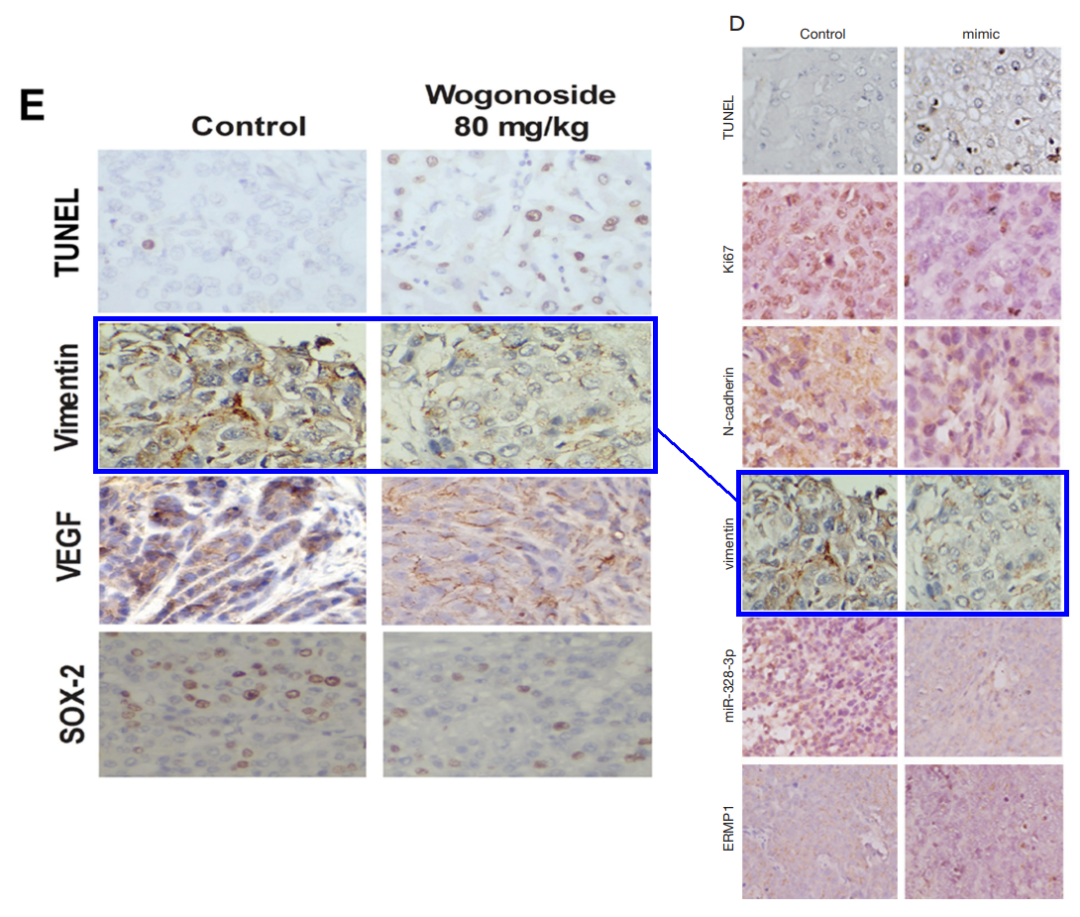 E
Control
Wogonoside
80 mg/kg
TUNEL
Vimentin
VEGF
SOX-2
D
Control
mimic
TUNEL
Ki67
N-cadherin
vimentin
miR-328-3p
ERMP1